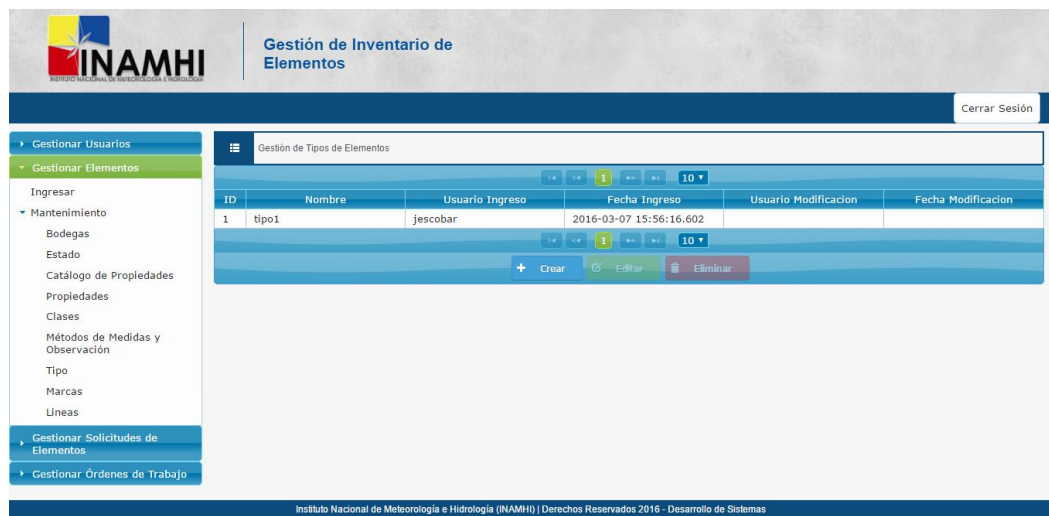 INAMHI
INSTITUTO NACIONAL DE METEOROLOGÍA E HIDROLOGÍA
Gestión de Inventario de
Elementos
Cerrar Sesión
Gestionar Usuarios
Gestionar Elementos
Ingresar
Mantenimiento
Bodegas
Estado
Catálogo de Propiedades
Propiedades
Clases
Métodos de Medidas y
Observación
Tipo
Marcas
Lineas
Gestionar Solicitudes de
Elementos
Gestionar Órdenes de Trabajo
Gestión de Tipos de Elementos
1 10
ID Nombre Usuario Ingreso Fecha Ingreso Usuario Modificacion Fecha Modificacion
1 tipo1 jescobar 2016-03-07 15:56:16.602
1 10
Crear Editar Eliminar
Instituto Nacional de Meteorología e Hidrología (INAMHI) | Derechos Reservados 2016 - Desarrollo de Sistemas